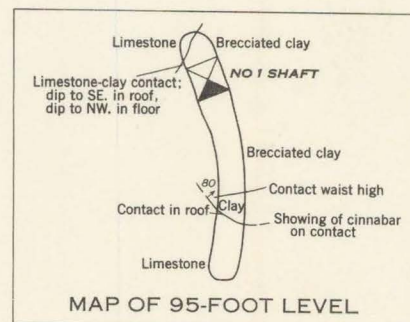 Limestone
Brecciated clay
NO 1 SHAFT
Limestone-clay contact;
dip to SE. in roof,
dip to NW. in floor
Brecciated clay
80
Contact waist high
Contact in roof
Clay
Showing of cinnabar
on contact
Limestone
MAP OF 95-FOOT LEVEL